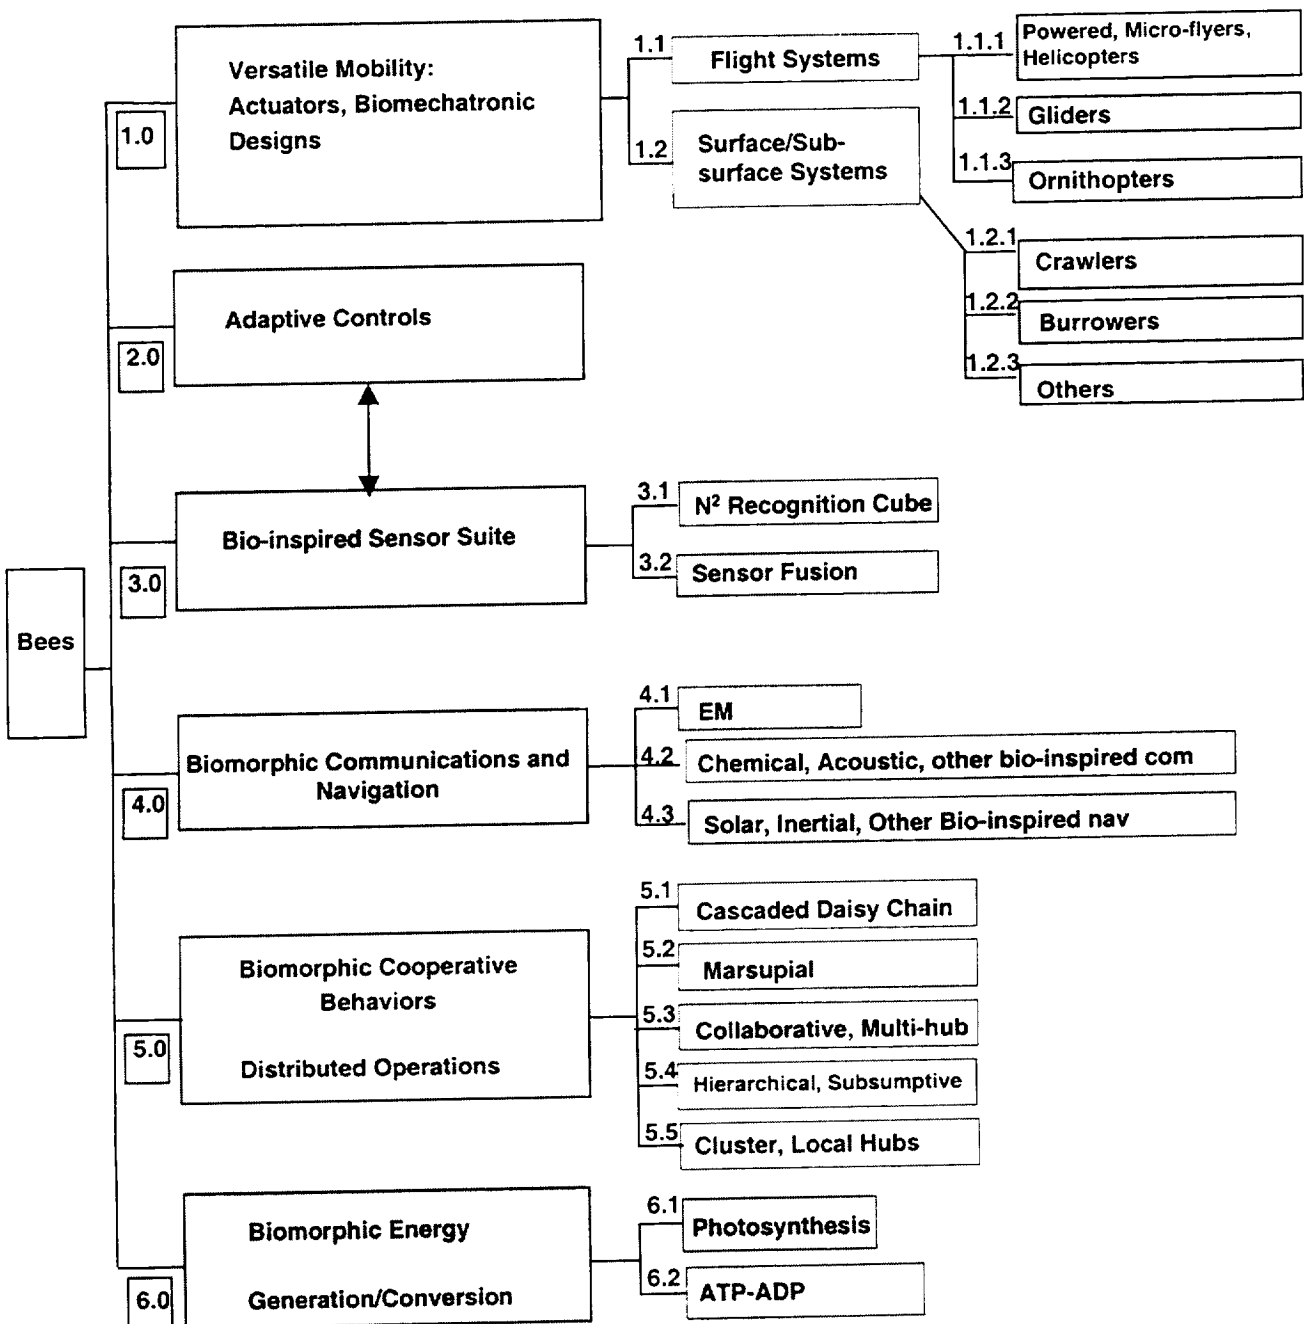 Bees
1.0
Versatile Mobility:
Actuators, Biomechatronic
Designs
1.1
Flight Systems
1.1.1
Powered, Micro-flyers,
Helicopters
1.1.2
Gliders
1.1.3
Ornithopters
1.2
Surface/Sub-
surface Systems
1.2.1
Crawlers
1.2.2
Burrowers
1.2.3
Others
2.0
Adaptive Controls
3.0
Bio-inspired Sensor Suite
3.1
N² Recognition Cube
3.2
Sensor Fusion
4.0
Biomorphic Communications and
Navigation
4.1
EM
4.2
Chemical, Acoustic, other bio-inspired com
4.3
Solar, Inertial, Other Bio-inspired nav
5.0
Biomorphic Cooperative
Behaviors
Distributed Operations
5.1
Cascaded Daisy Chain
5.2
Marsupial
5.3
Collaborative, Multi-hub
5.4
Hierarchical, Subsumptive
5.5
Cluster, Local Hubs
6.0
Biomorphic Energy
Generation/Conversion
6.1
Photosynthesis
6.2
ATP-ADP